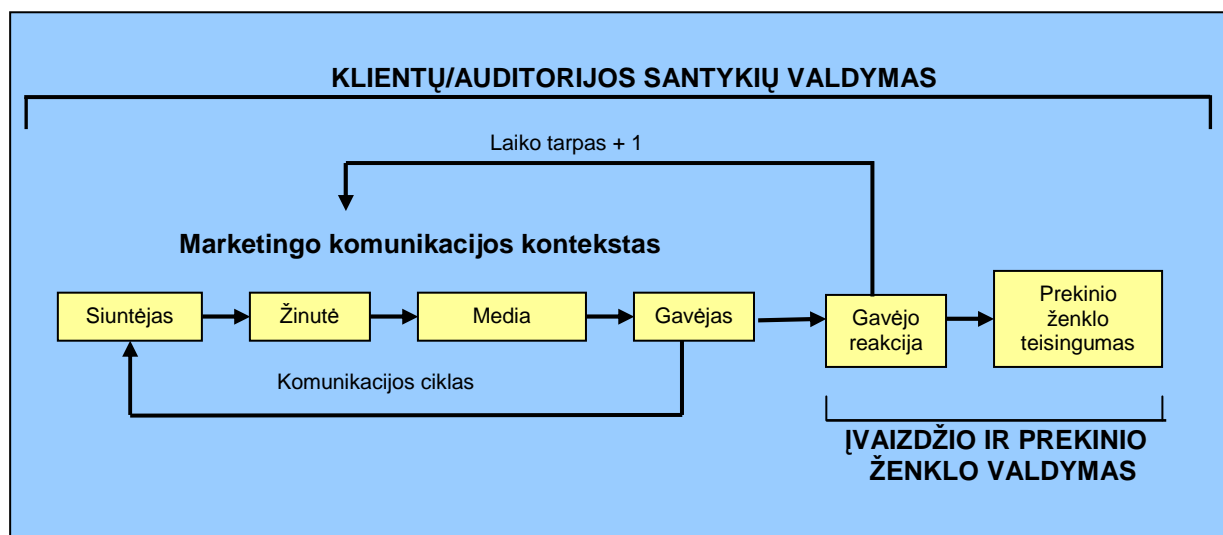 KLIENTŲ/AUDITORIJOS SANTYKIŲ VALDYMAS
Laiko tarpas + 1
Marketingo komunikacijos kontekstas
Siuntėjas
Žinutė
Media
Gavėjas
Gavėjo
reakcija
Prekinio
ženklo
teisingumas
Komunikacijos ciklas
ĮVAIZDŽIO IR PREKINIO
ŽENKLO VALDYMAS